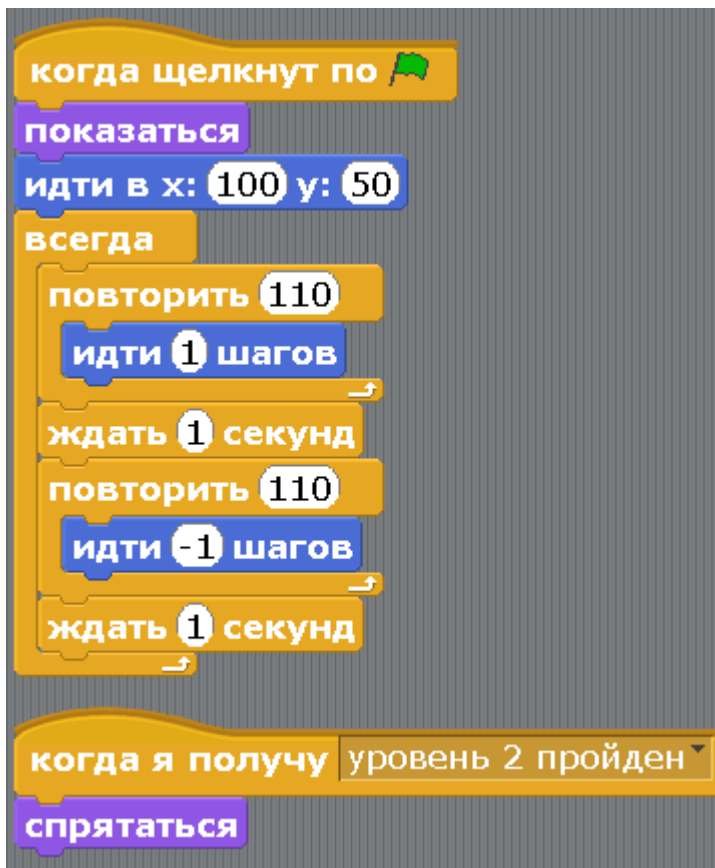 когда щелкнут по
показаться
идти в x: 100 y: 50
всегда
повторить 110
идти 1 шагов
ждать 1 секунд
повторить 110
идти -1 шагов
ждать 1 секунд
когда я получу уровень 2 пройден
спрятаться